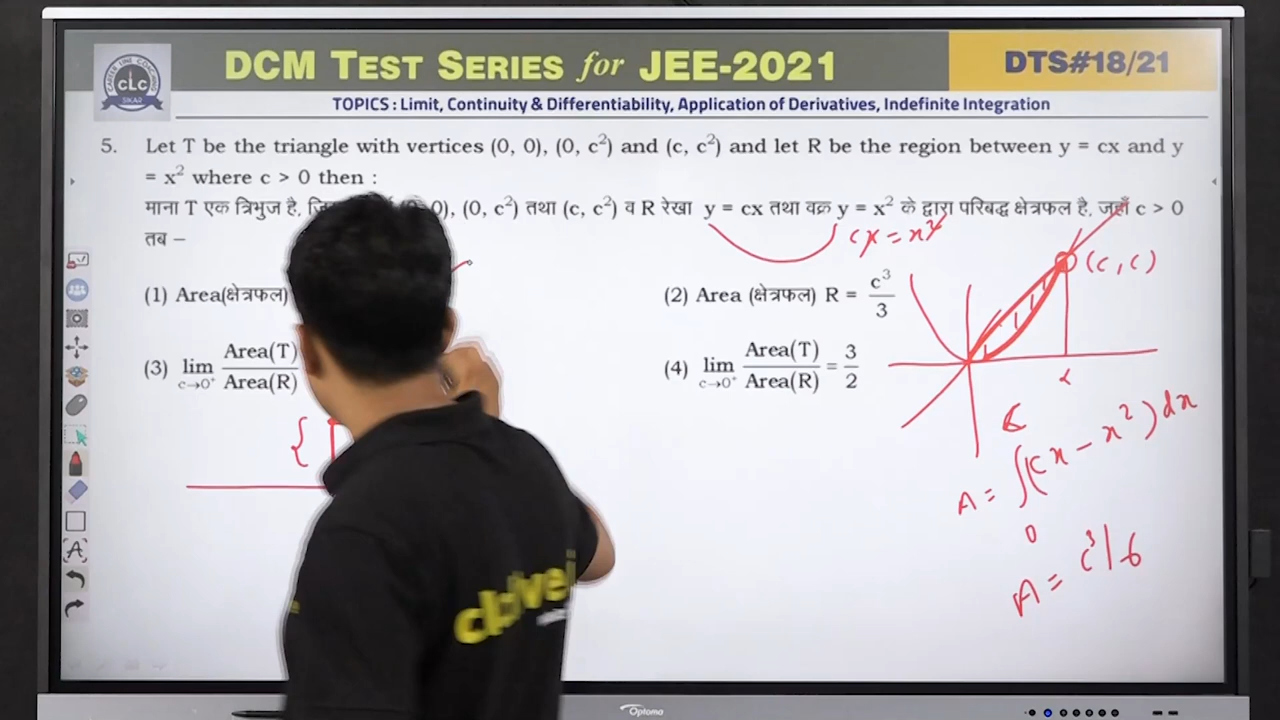 CLC
SIKAR
DCM TEST SERIES for JEE-2021
DTS#18/21
TOPICS : Limit, Continuity & Differentiability, Application of Derivatives, Indefinite Integration
5. Let T be the triangle with vertices (0, 0), (0, c²) and (c, c²) and let R be the region between y = cx and y
= x² where c > 0 then :
माना T एक त्रिभुज है, 0), (0, c²) तथा (c, c²) व R रेखा y = cx तथा वक्र y = x² के द्वारा परिबद्ध क्षेत्रफल है, जहाँ c > 0
तब –
cx = x²
(c, c)
(1) Area(क्षेत्रफल)
(2) Area (क्षेत्रफल) R = c³/3
(3) lim c→0⁺ Area(T)/Area(R)
(4) lim c→0⁺ Area(T)/Area(R) = 3/2
A = ∫₀ᶜ (cx – x²) dx
A = c³/6
Optoma